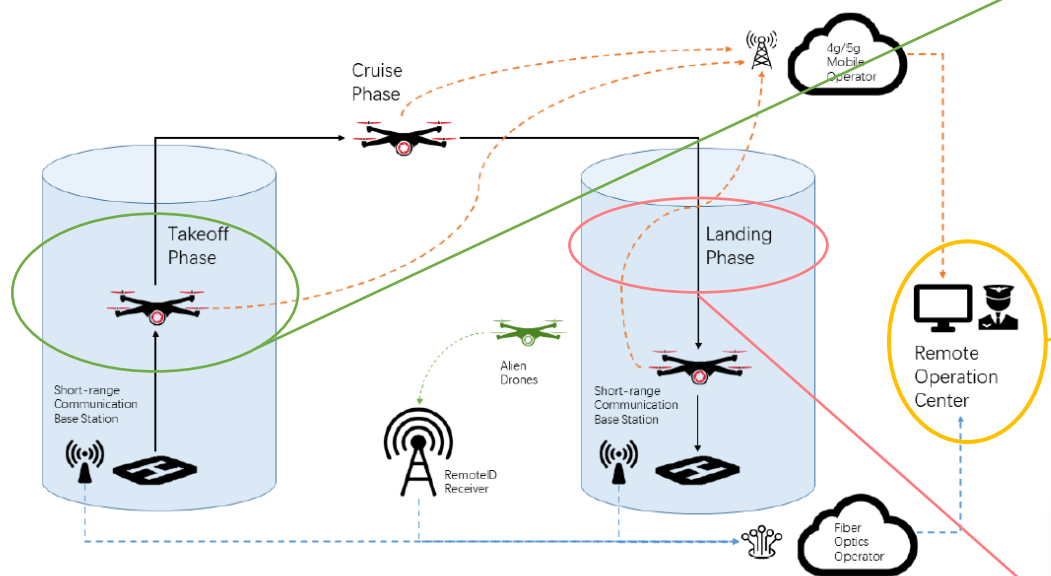 Cruise
Phase
4g/5g
Mobile
Operator
Takeoff
Phase
Landing
Phase
Alien
Drones
Remote
Operation
Center
Short-range
Communication
Base Station
Short-range
Communication
Base Station
RemoteID
Receiver
Fiber
Optics
Operator